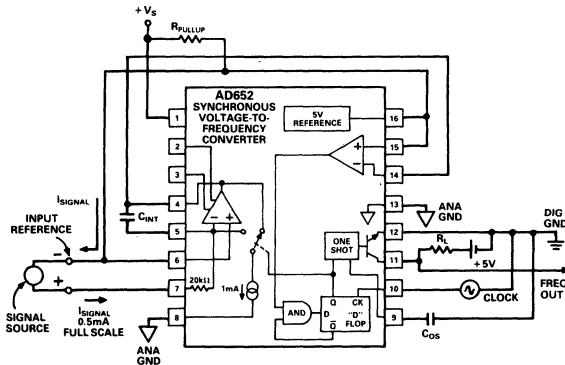 +VS
RPULLUP
AD652
SYNCHRONOUS
VOLTAGE-TO-
FREQUENCY
CONVERTER
5V
REFERENCE
1
2
3
4
5
6
7
8
16
15
14
13
12
11
10
9
+
−
ANA
GND
DIG
GND
ISIGNAL
CINT
INPUT
REFERENCE
−
+
− +
ONE
SHOT
RL
+5V
FREQ
OUT
20kΩ
1mA
SIGNAL
SOURCE
ISIGNAL
0.5mA
FULL SCALE
AND
Q CK
D "D"
FLOP
Q̅
CLOCK
COS
ANA
GND